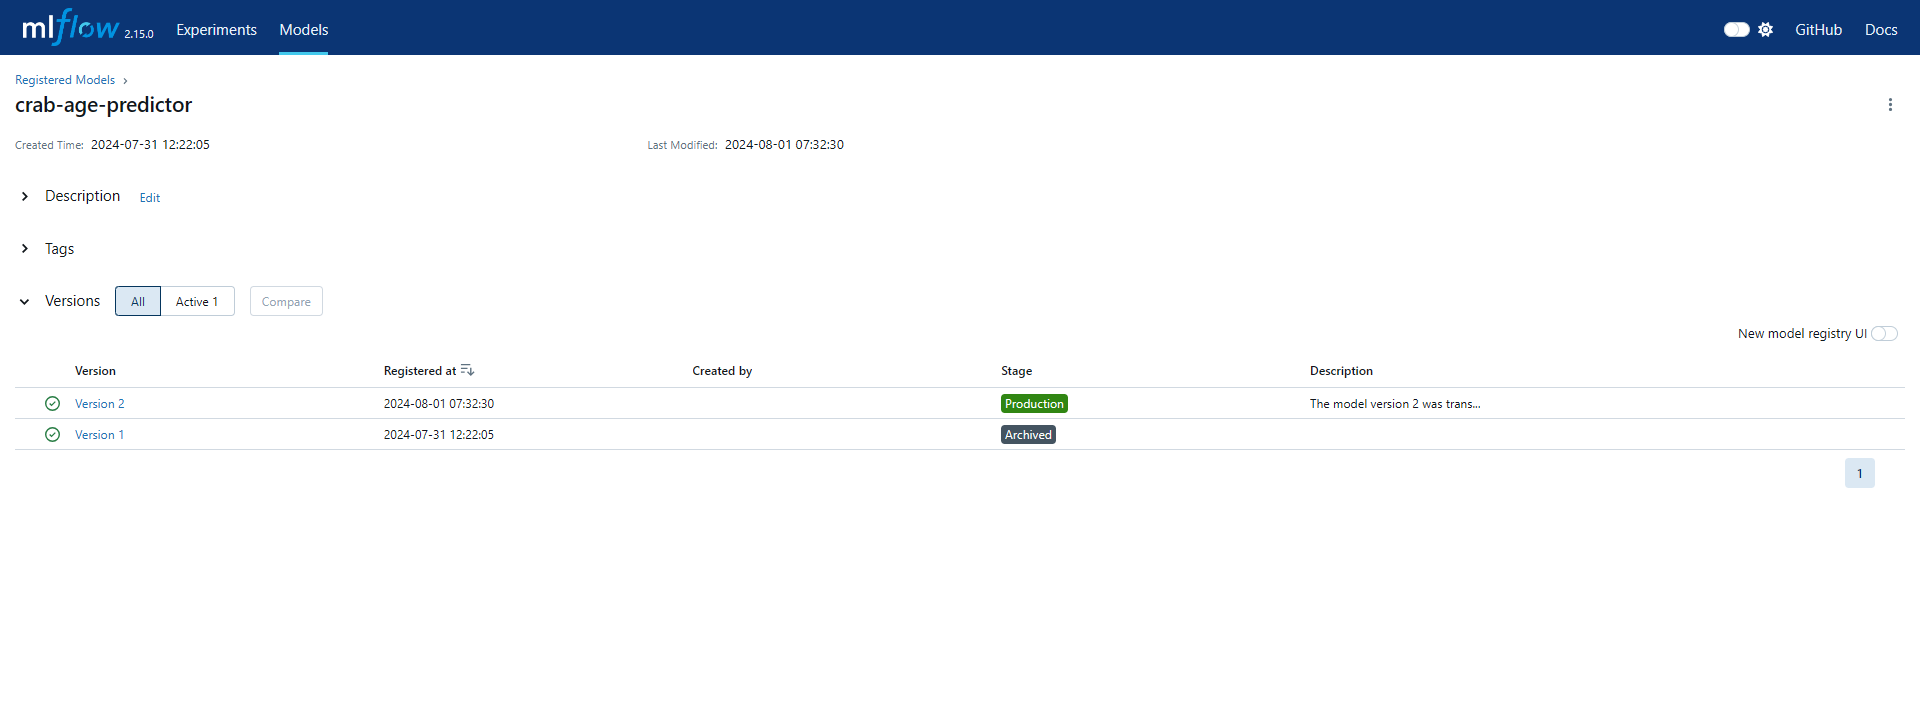 mlflow 2.15.0 Experiments Models GitHub Docs
Registered Models ›
crab-age-predictor
Created Time: 2024-07-31 12:22:05 Last Modified: 2024-08-01 07:32:30
Description Edit
Tags
Versions All Active 1 Compare
New model registry UI
Version Registered at Created by Stage Description
Version 2 2024-08-01 07:32:30 Production The model version 2 was trans...
Version 1 2024-07-31 12:22:05 Archived
1